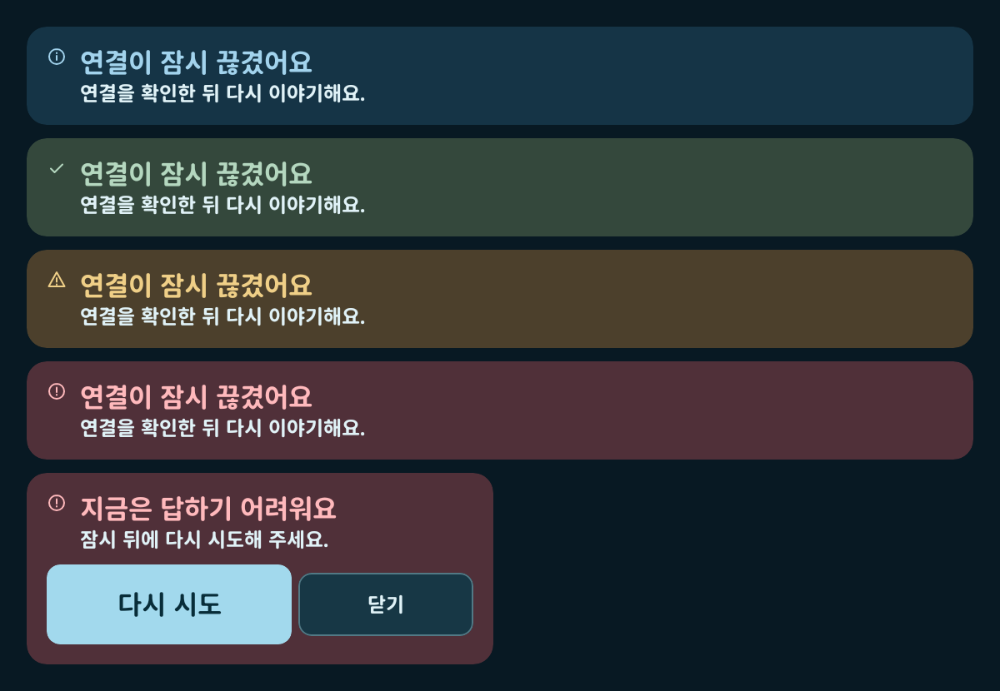 연결이 잠시 끊겼어요
연결을 확인한 뒤 다시 이야기해요.
연결이 잠시 끊겼어요
연결을 확인한 뒤 다시 이야기해요.
연결이 잠시 끊겼어요
연결을 확인한 뒤 다시 이야기해요.
연결이 잠시 끊겼어요
연결을 확인한 뒤 다시 이야기해요.
지금은 답하기 어려워요
잠시 뒤에 다시 시도해 주세요.
다시 시도
닫기